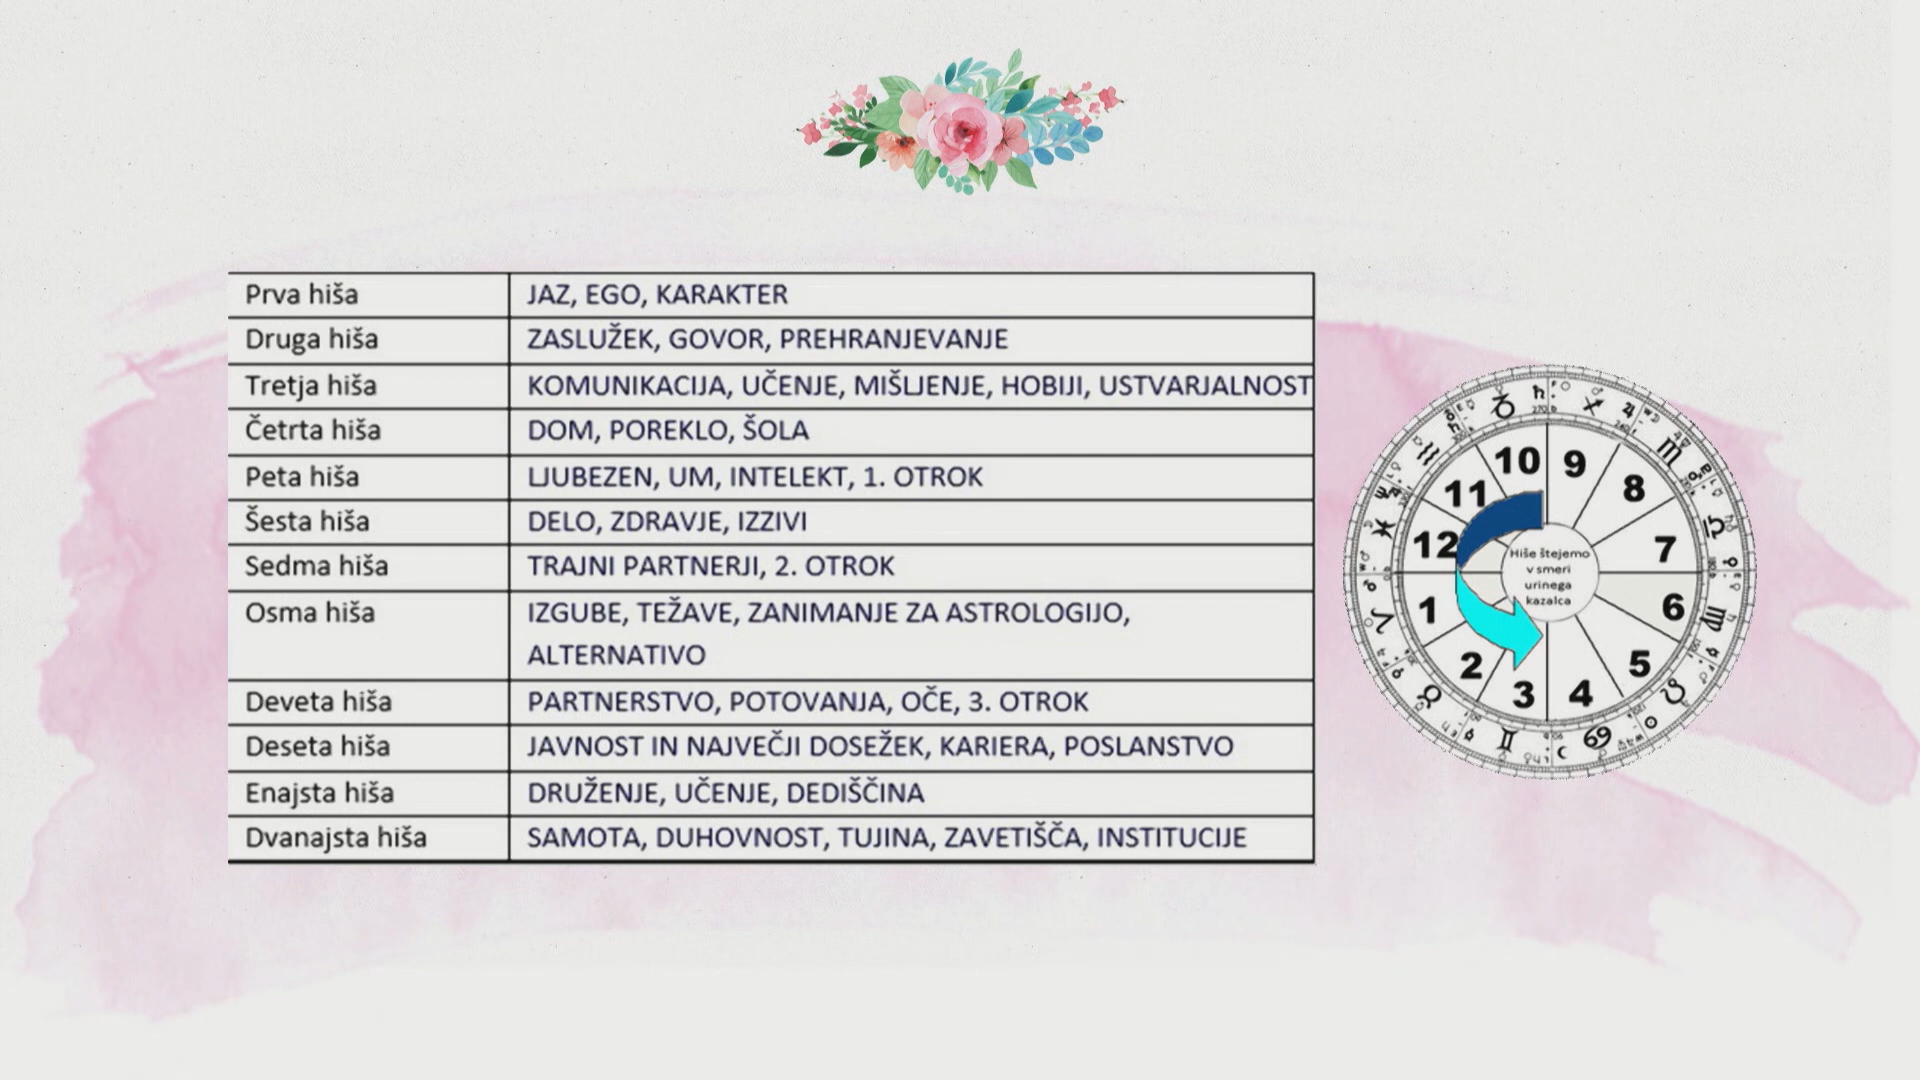 Prva hiša JAZ, EGO, KARAKTER
Druga hiša ZASLUŽEK, GOVOR, PREHRANJEVANJE
Tretja hiša KOMUNIKACIJA, UČENJE, MIŠLJENJE, HOBIJI, USTVARJALNOST
Četrta hiša DOM, POREKLO, ŠOLA
Peta hiša LJUBEZEN, UM, INTELEKT, 1. OTROK
Šesta hiša DELO, ZDRAVJE, IZZIVI
Sedma hiša TRAJNI PARTNERJI, 2. OTROK
Osma hiša IZGUBE, TEŽAVE, ZANIMANJE ZA ASTROLOGIJO,
ALTERNATIVO
Deveta hiša PARTNERSTVO, POTOVANJA, OČE, 3. OTROK
Deseta hiša JAVNOST IN NAJVEČJI DOSEŽEK, KARIERA, POSLANSTVO
Enajsta hiša DRUŽENJE, UČENJE, DEDIŠČINA
Dvanajsta hiša SAMOTA, DUHOVNOST, TUJINA, ZAVETIŠČA, INSTITUCIJE
10 9
11 8
12 7
Hiše štejemo
v smeri
urinega
kazalca
1 6
2 5
3 4